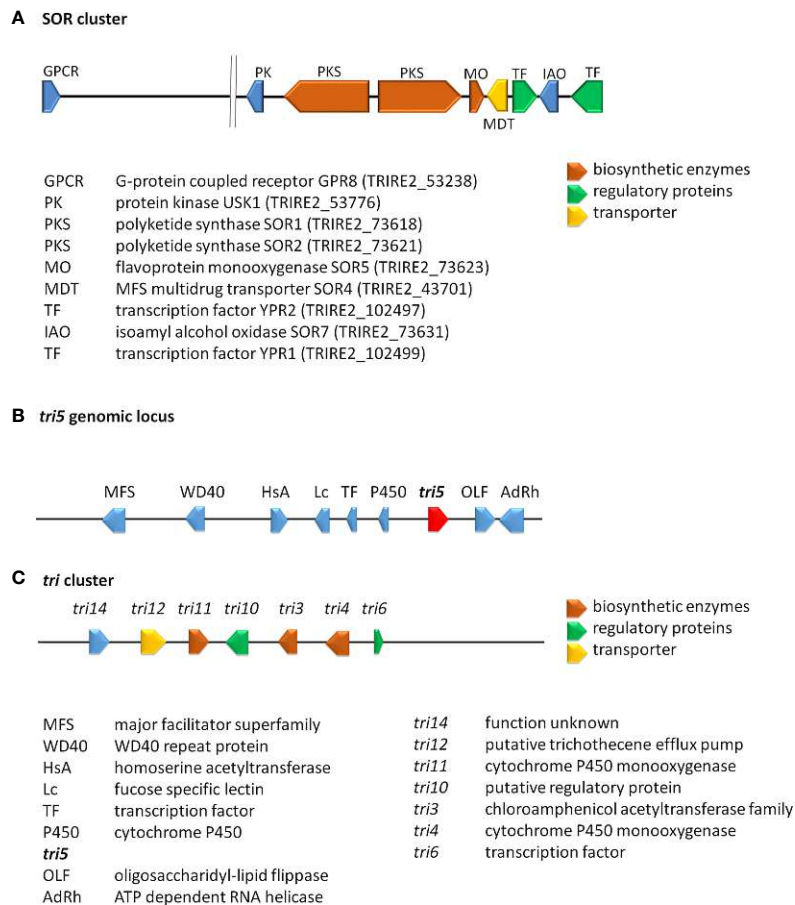 A SOR cluster
GPCR PK PKS PKS MO TF IAO TF
MDT
GPCR G-protein coupled receptor GPR8 (TRIRE2_53238)
PK protein kinase USK1 (TRIRE2_53776)
PKS polyketide synthase SOR1 (TRIRE2_73618)
PKS polyketide synthase SOR2 (TRIRE2_73621)
MO flavoprotein monooxygenase SOR5 (TRIRE2_73623)
MDT MFS multidrug transporter SOR4 (TRIRE2_43701)
TF transcription factor YPR2 (TRIRE2_102497)
IAO isoamyl alcohol oxidase SOR7 (TRIRE2_73631)
TF transcription factor YPR1 (TRIRE2_102499)
biosynthetic enzymes
regulatory proteins
transporter
B tri5 genomic locus
MFS WD40 HsA Lc TF P450 tri5 OLF AdRh
C tri cluster
tri14 tri12 tri11 tri10 tri3 tri4 tri6
biosynthetic enzymes
regulatory proteins
transporter
MFS major facilitator superfamily
WD40 WD40 repeat protein
HsA homoserine acetyltransferase
Lc fucose specific lectin
TF transcription factor
P450 cytochrome P450
tri5
OLF oligosaccharidyl-lipid flippase
AdRh ATP dependent RNA helicase
tri14 function unknown
tri12 putative trichothecene efflux pump
tri11 cytochrome P450 monooxygenase
tri10 putative regulatory protein
tri3 chloroamphenicol acetyltransferase family
tri4 cytochrome P450 monooxygenase
tri6 transcription factor